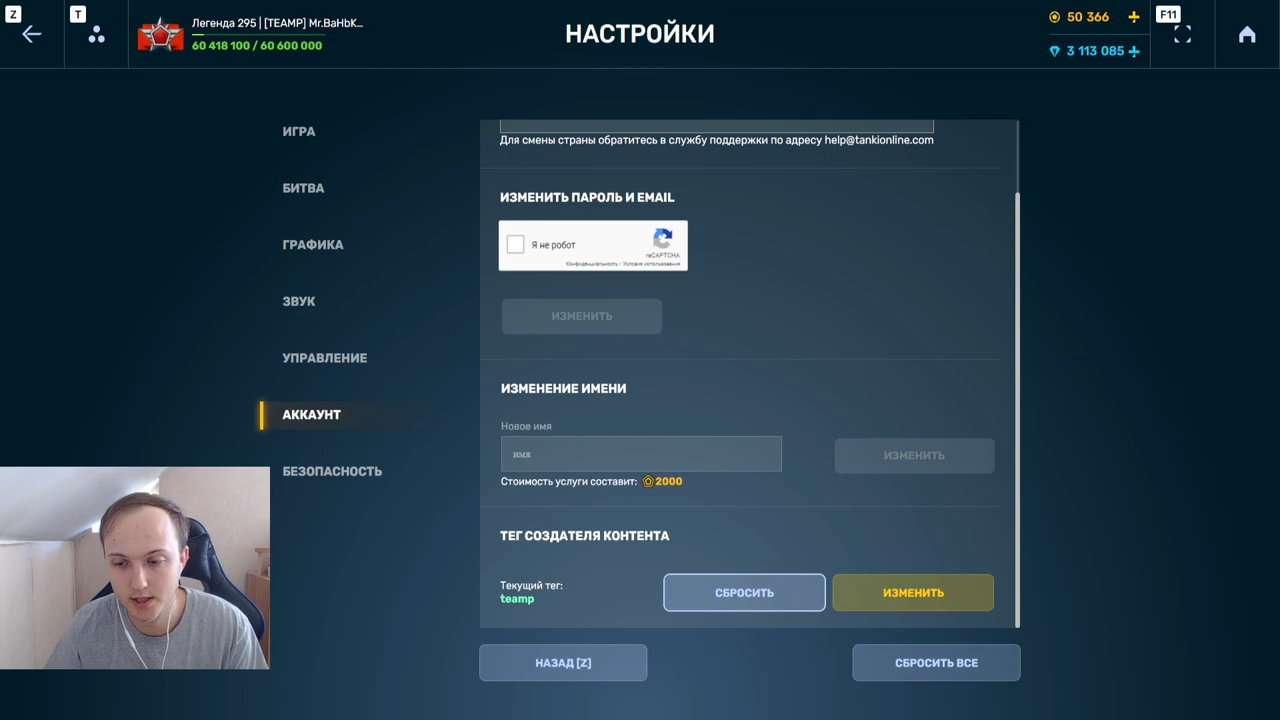 Z
T
Легенда 295 | [TEAMP] Mr.BaHbK...
60 418 100 / 60 600 000
НАСТРОЙКИ
50 366
3 113 085
F11
ИГРА
БИТВА
ГРАФИКА
ЗВУК
УПРАВЛЕНИЕ
АККАУНТ
БЕЗОПАСНОСТЬ
Для смены страны обратитесь в службу поддержки по адресу help@tankionline.com
ИЗМЕНИТЬ ПАРОЛЬ И EMAIL
Я не робот
reCAPTCHA
Конфиденциальность - Условия использования
ИЗМЕНИТЬ
ИЗМЕНЕНИЕ ИМЕНИ
Новое имя
имя
ИЗМЕНИТЬ
Стоимость услуги составит: 2000
ТЕГ СОЗДАТЕЛЯ КОНТЕНТА
Текущий тег:
teamp
СБРОСИТЬ
ИЗМЕНИТЬ
НАЗАД [Z]
СБРОСИТЬ ВСЕ